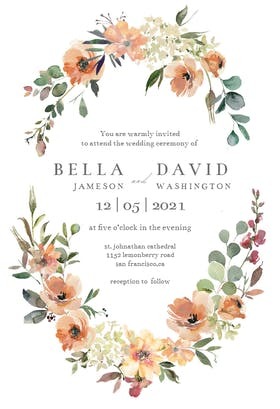 You are warmly invited
to attend the wedding ceremony of
BELLA and DAVID
JAMESON WASHINGTON
12|05|2021
at five o'clock in the evening
st. johnathan cathedral
1152 lemonberry road
san francisco,ca
reception to follow